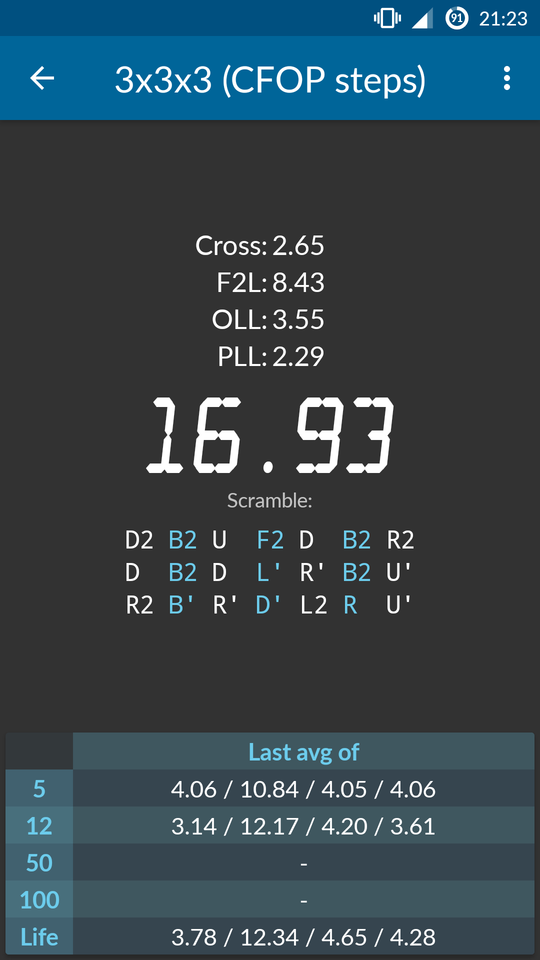 91 21:23
3x3x3 (CFOP steps)
Cross: 2.65
F2L: 8.43
OLL: 3.55
PLL: 2.29
16.93
Scramble:
D2 B2 U F2 D B2 R2
D B2 D L' R' B2 U'
R2 B' R' D' L2 R U'
Last avg of
5 4.06 / 10.84 / 4.05 / 4.06
12 3.14 / 12.17 / 4.20 / 3.61
50 -
100 -
Life 3.78 / 12.34 / 4.65 / 4.28